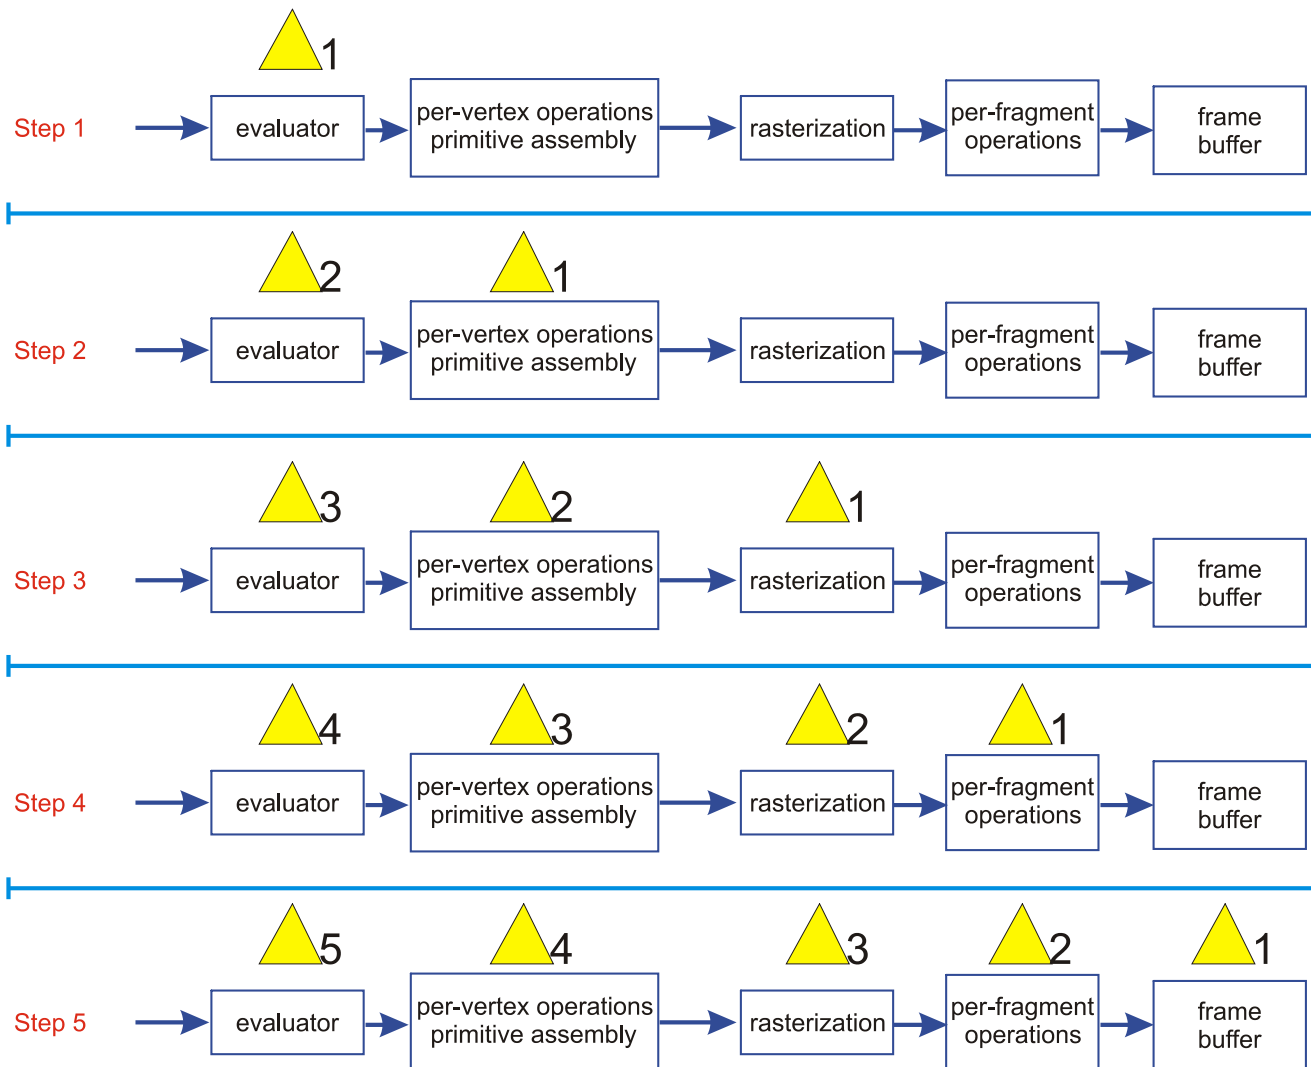 1
Step 1
evaluator
per-vertex operations
primitive assembly
rasterization
per-fragment
operations
frame
buffer
2
1
Step 2
evaluator
per-vertex operations
primitive assembly
rasterization
per-fragment
operations
frame
buffer
3
2
1
Step 3
evaluator
per-vertex operations
primitive assembly
rasterization
per-fragment
operations
frame
buffer
4
3
2
1
Step 4
evaluator
per-vertex operations
primitive assembly
rasterization
per-fragment
operations
frame
buffer
5
4
3
2
1
Step 5
evaluator
per-vertex operations
primitive assembly
rasterization
per-fragment
operations
frame
buffer